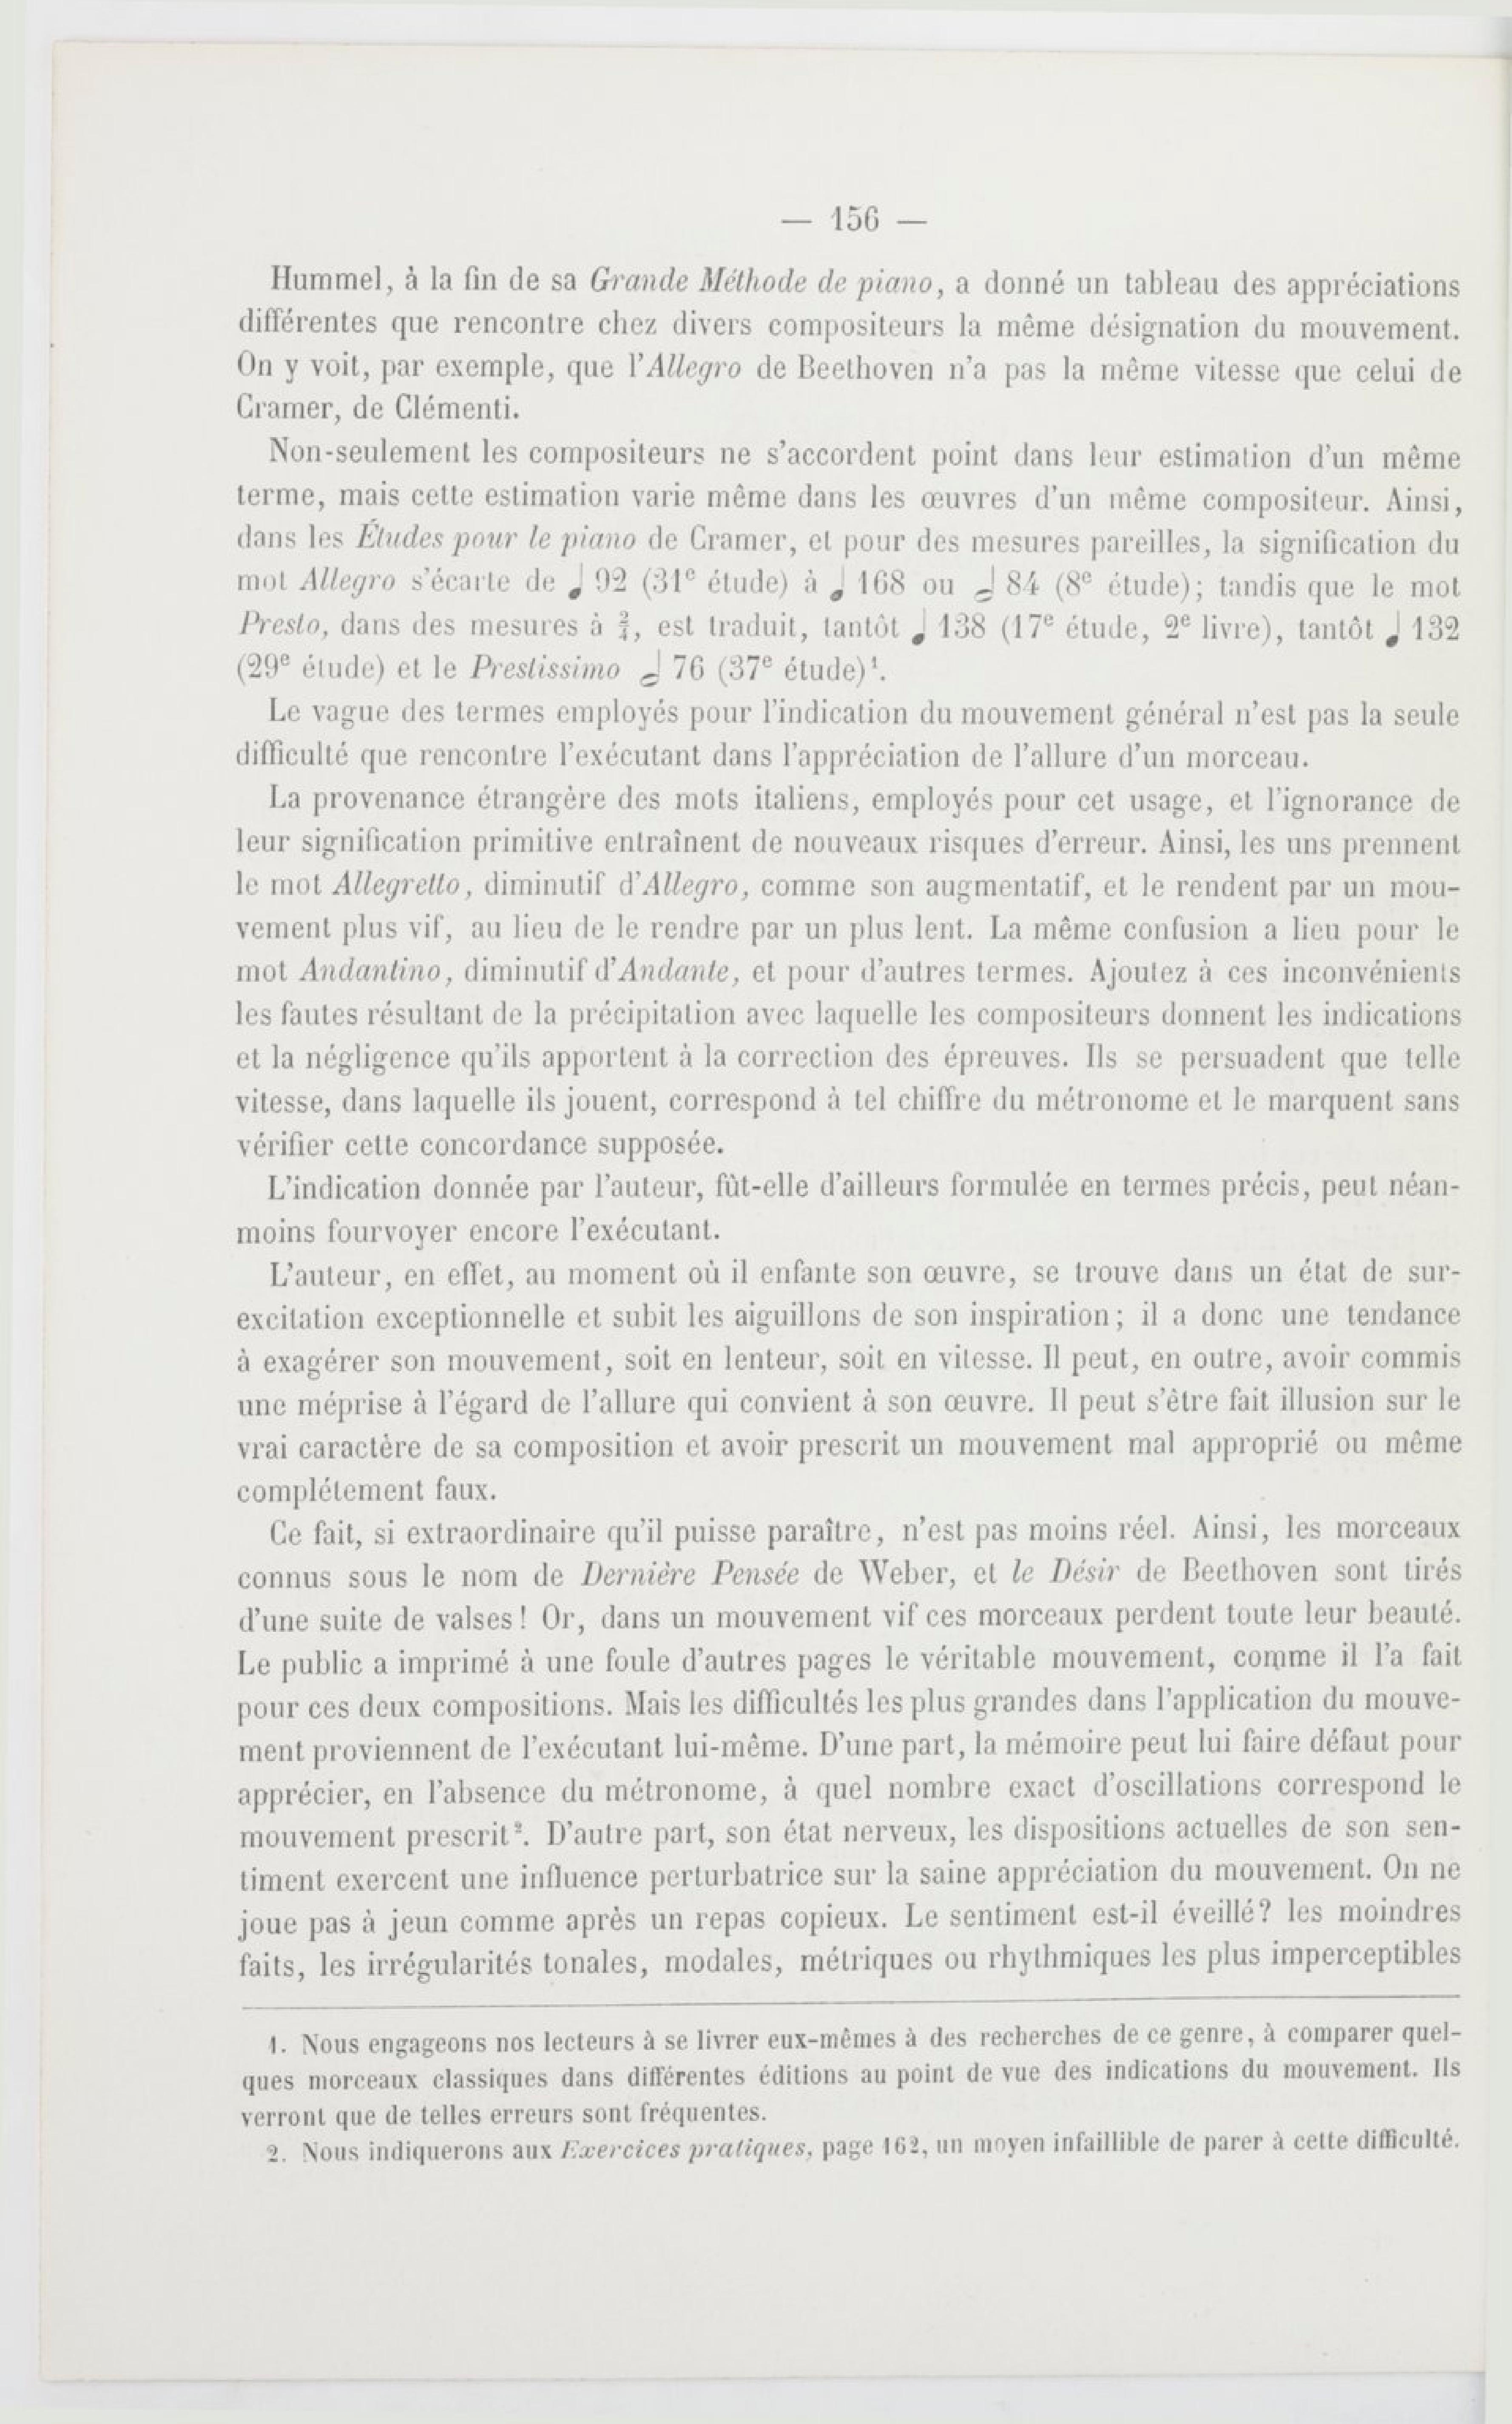 — 156 —
Hummel, à la fin de sa Grande Méthode de piano, a donné un tableau des appréciations
différentes que rencontre chez divers compositeurs la même désignation du mouvement.
On y voit, par exemple, que l'Allegro de Beethoven n'a pas la même vitesse que celui de
Cramer, de Clémenti.
Non-seulement les compositeurs ne s'accordent point dans leur estimation d'un même
terme, mais cette estimation varie même dans les œuvres d'un même compositeur. Ainsi,
dans les Études pour le piano de Cramer, et pour des mesures pareilles, la signification du
mot Allegro s'écarte de 𝅘𝅥 92 (31e étude) à 𝅘𝅥 168 ou 𝅗𝅥 84 (8e étude); tandis que le mot
Presto, dans des mesures à 3/4, est traduit, tantôt 𝅘𝅥 138 (17e étude, 2e livre), tantôt 𝅘𝅥 132
(29e étude) et le Prestissimo 𝅗𝅥 76 (37e étude)¹.
Le vague des termes employés pour l'indication du mouvement général n'est pas la seule
difficulté que rencontre l'exécutant dans l'appréciation de l'allure d'un morceau.
La provenance étrangère des mots italiens, employés pour cet usage, et l'ignorance de
leur signification primitive entraînent de nouveaux risques d'erreur. Ainsi, les uns prennent
le mot Allegretto, diminutif d'Allegro, comme son augmentatif, et le rendent par un mou-
vement plus vif, au lieu de le rendre par un plus lent. La même confusion a lieu pour le
mot Andantino, diminutif d'Andante, et pour d'autres termes. Ajoutez à ces inconvénients
les fautes résultant de la précipitation avec laquelle les compositeurs donnent les indications
et la négligence qu'ils apportent à la correction des épreuves. Ils se persuadent que telle
vitesse, dans laquelle ils jouent, correspond à tel chiffre du métronome et le marquent sans
vérifier cette concordance supposée.
L'indication donnée par l'auteur, fût-elle d'ailleurs formulée en termes précis, peut néan-
moins fourvoyer encore l'exécutant.
L'auteur, en effet, au moment où il enfante son œuvre, se trouve dans un état de sur-
excitation exceptionnelle et subit les aiguillons de son inspiration; il a donc une tendance
à exagérer son mouvement, soit en lenteur, soit en vitesse. Il peut, en outre, avoir commis
une méprise à l'égard de l'allure qui convient à son œuvre. Il peut s'être fait illusion sur le
vrai caractère de sa composition et avoir prescrit un mouvement mal approprié ou même
complétement faux.
Ce fait, si extraordinaire qu'il puisse paraître, n'est pas moins réel. Ainsi, les morceaux
connus sous le nom de Dernière Pensée de Weber, et le Désir de Beethoven sont tirés
d'une suite de valses! Or, dans un mouvement vif ces morceaux perdent toute leur beauté.
Le public a imprimé à une foule d'autres pages le véritable mouvement, comme il l'a fait
pour ces deux compositions. Mais les difficultés les plus grandes dans l'application du mouve-
ment proviennent de l'exécutant lui-même. D'une part, la mémoire peut lui faire défaut pour
apprécier, en l'absence du métronome, à quel nombre exact d'oscillations correspond le
mouvement prescrit². D'autre part, son état nerveux, les dispositions actuelles de son sen-
timent exercent une influence perturbatrice sur la saine appréciation du mouvement. On ne
joue pas à jeun comme après un repas copieux. Le sentiment est-il éveillé? les moindres
faits, les irrégularités tonales, modales, métriques ou rhythmiques les plus imperceptibles
1. Nous engageons nos lecteurs à se livrer eux-mêmes à des recherches de ce genre, à comparer quel-
ques morceaux classiques dans différentes éditions au point de vue des indications du mouvement. Ils
verront que de telles erreurs sont fréquentes.
2. Nous indiquerons aux Exercices pratiques, page 162, un moyen infaillible de parer à cette difficulté.